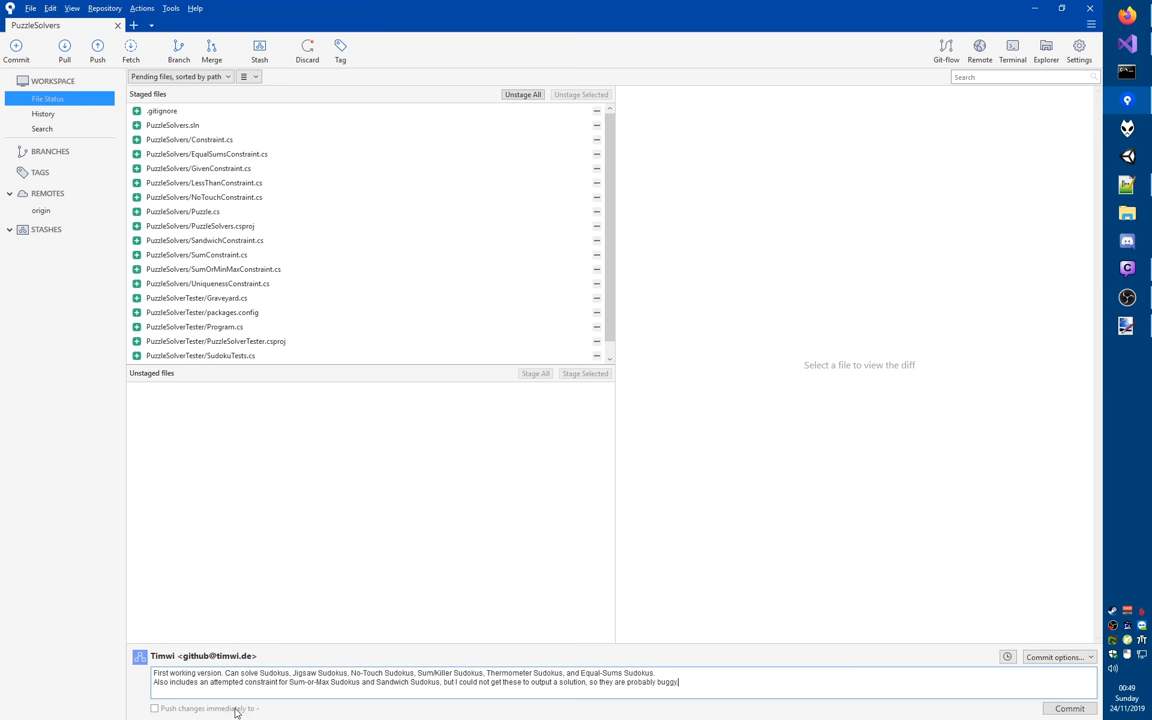 File Edit View Repository Actions Tools Help
PuzzleSolvers
Commit Pull Push Fetch Branch Merge Stash Discard Tag Git-flow Remote Terminal Explorer Settings
WORKSPACE
File Status
History
Search
BRANCHES
TAGS
REMOTES
origin
STASHES
Pending files, sorted by path
Search
Staged files Unstage All Unstage Selected
.gitignore
PuzzleSolvers.sln
PuzzleSolvers/Constraint.cs
PuzzleSolvers/EqualSumsConstraint.cs
PuzzleSolvers/GivenConstraint.cs
PuzzleSolvers/LessThanConstraint.cs
PuzzleSolvers/NoTouchConstraint.cs
PuzzleSolvers/Puzzle.cs
PuzzleSolvers/PuzzleSolvers.csproj
PuzzleSolvers/SandwichConstraint.cs
PuzzleSolvers/SumConstraint.cs
PuzzleSolvers/SumOrMinMaxConstraint.cs
PuzzleSolvers/UniquenessConstraint.cs
PuzzleSolverTester/Graveyard.cs
PuzzleSolverTester/packages.config
PuzzleSolverTester/Program.cs
PuzzleSolverTester/PuzzleSolverTester.csproj
PuzzleSolverTester/SudokuTests.cs
Unstaged files Stage All Stage Selected
Select a file to view the diff
Timwi <github@timwi.de>
Commit options...
First working version. Can solve Sudokus, Jigsaw Sudokus, No-Touch Sudokus, Sum/Killer Sudokus, Thermometer Sudokus, and Equal-Sums Sudokus.
Also includes an attempted constraint for Sum-or-Max Sudokus and Sandwich Sudokus, but I could not get these to output a solution, so they are probably buggy.
Push changes immediately to -
Commit
00:49
Sunday
24/11/2019